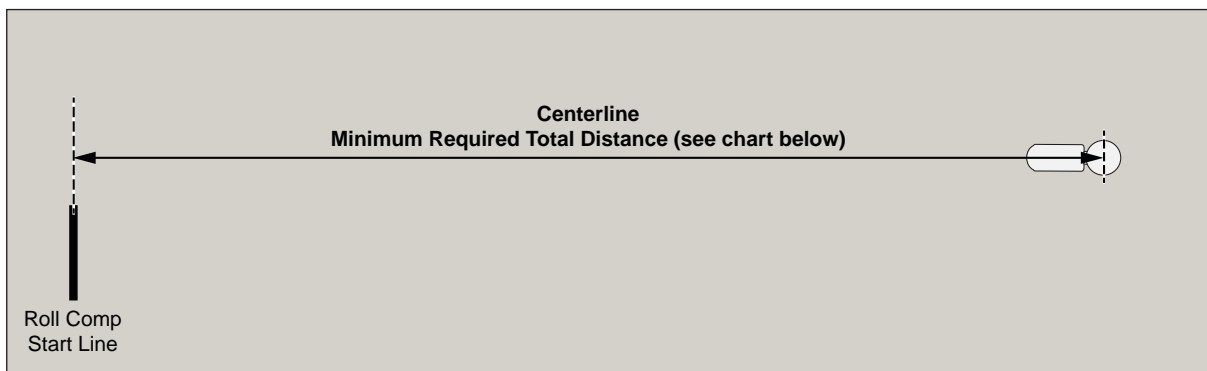 Centerline
Minimum Required Total Distance (see chart below)
Roll Comp
Start Line